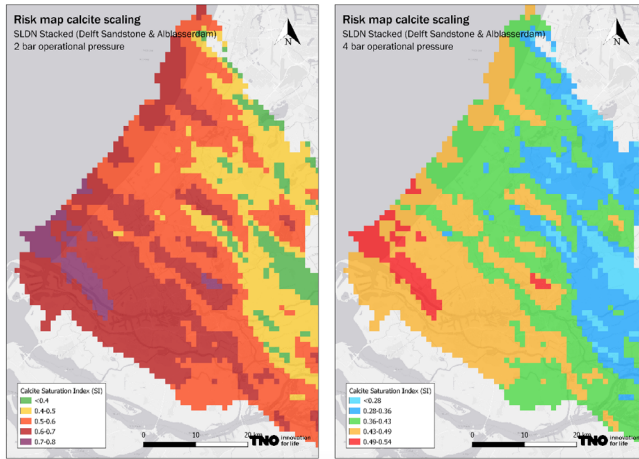 Risk map calcite scaling
SLDN Stacked (Delft Sandstone & Alblasserdam)
2 bar operational pressure
N
Calcite Saturation Index (SI)
<0.4
0.4-0.5
0.5-0.6
0.6-0.7
0.7-0.8
0 10 20 km
TNO innovation
for life
Risk map calcite scaling
SLDN Stacked (Delft Sandstone & Alblasserdam)
4 bar operational pressure
N
Calcite Saturation Index (SI)
<0.28
0.28-0.36
0.36-0.43
0.43-0.49
0.49-0.54
0 10 20 km
TNO innovation
for life